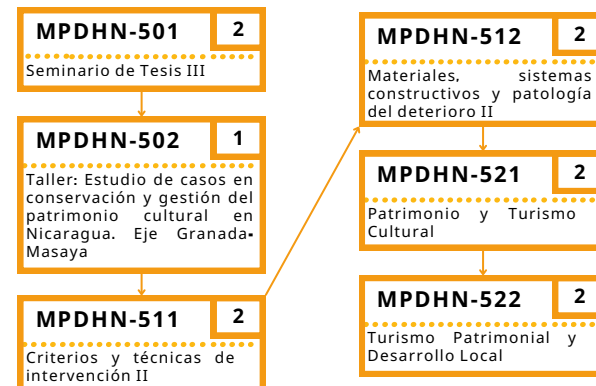 MPDHN-501 2
Seminario de Tesis III
MPDHN-502 1
Taller: Estudio de casos en
conservación y gestión del
patrimonio cultural en
Nicaragua. Eje Granada-
Masaya
MPDHN-511 2
Criterios y técnicas de
intervención II
MPDHN-512 2
Materiales, sistemas
constructivos y patología
del deterioro II
MPDHN-521 2
Patrimonio y Turismo
Cultural
MPDHN-522 2
Turismo Patrimonial y
Desarrollo Local